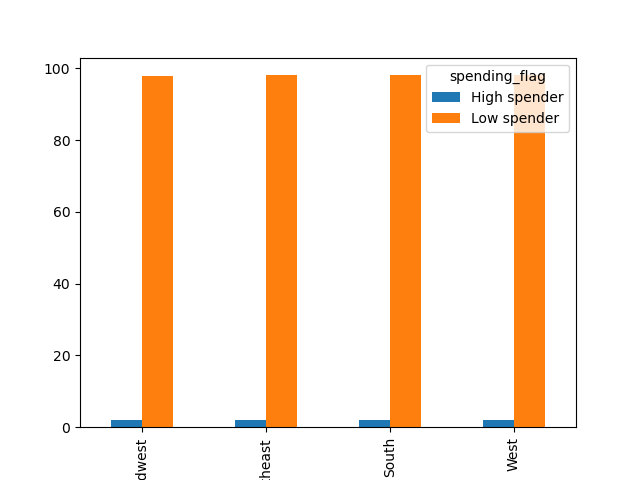 100
80
60
40
20
0
spending_flag
High spender
Low spender
dwest
theast
South
West